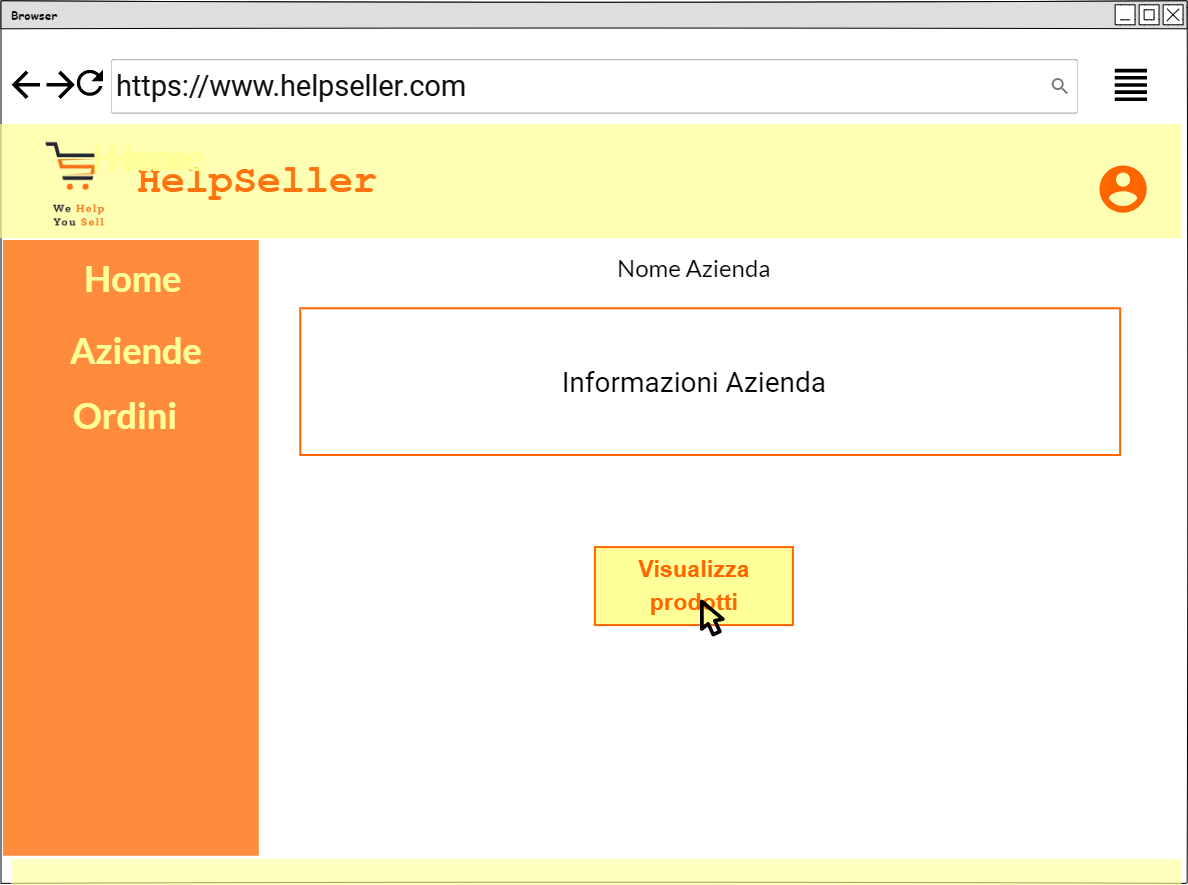 Browser
https://www.helpseller.com
Home
HelpSeller
We Help
You Sell
Home
Aziende
Ordini
Nome Azienda
Informazioni Azienda
Visualizza
prodotti